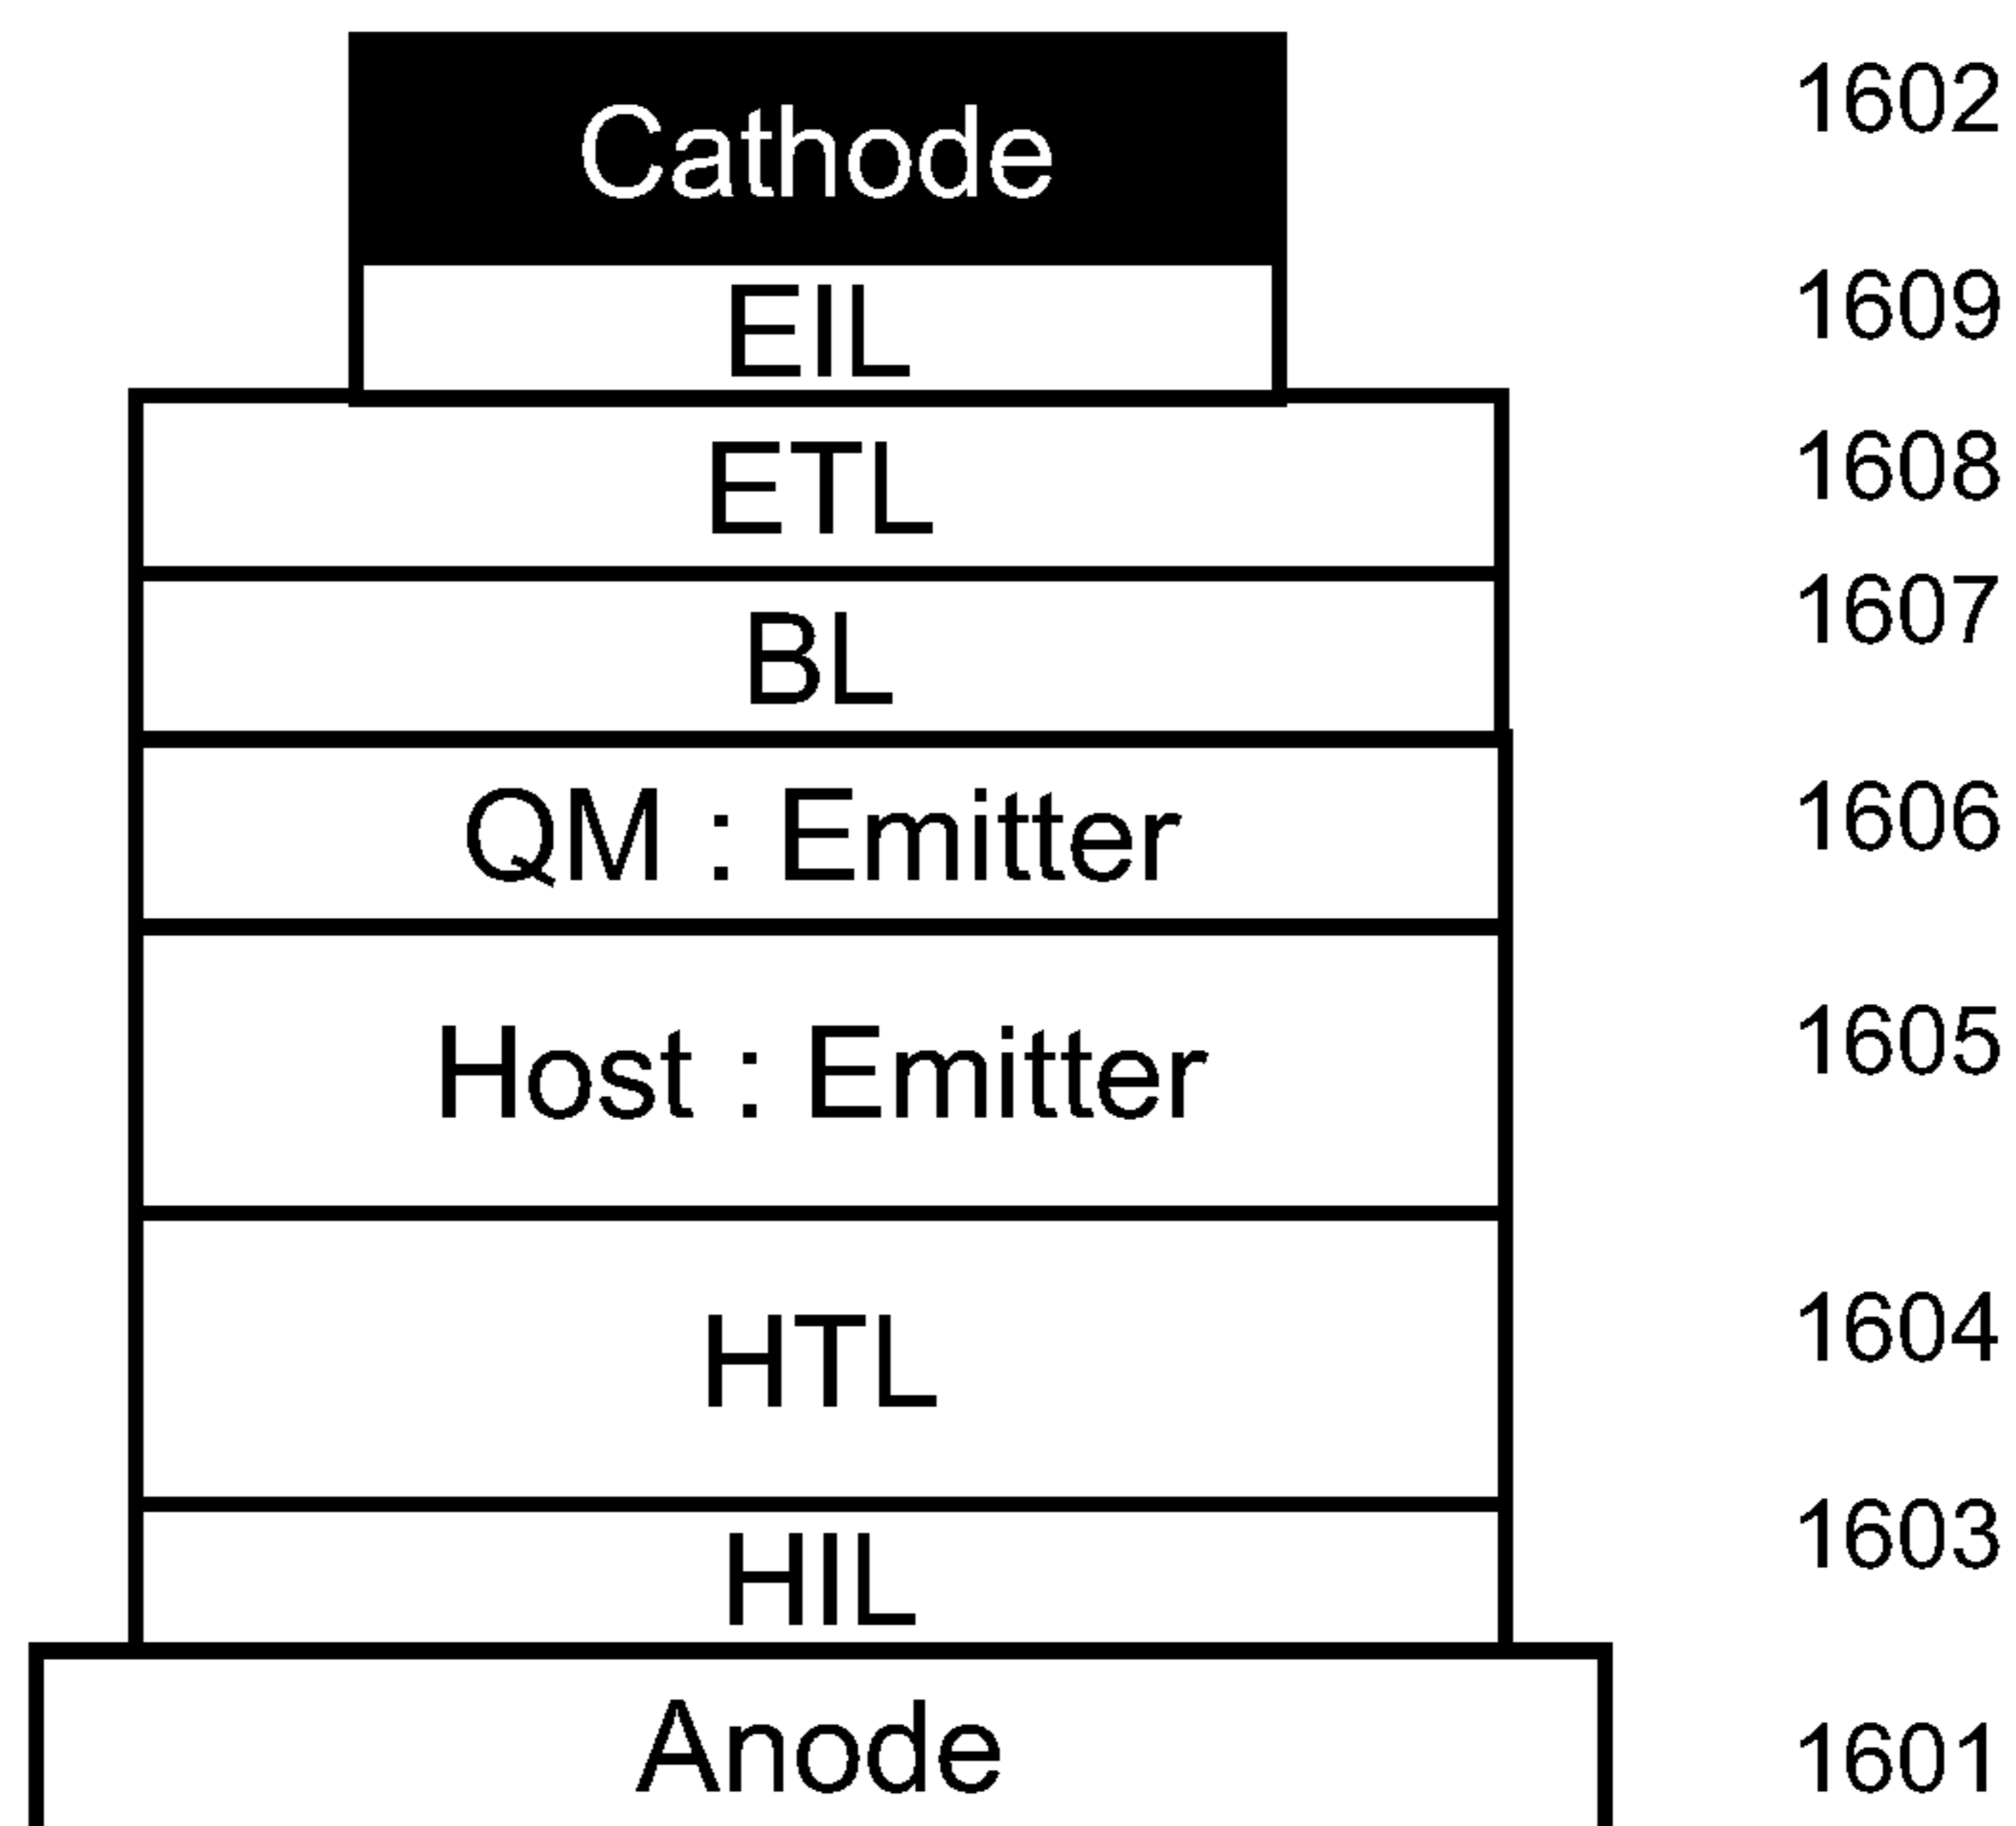 Cathode 1602
EIL 1609
ETL 1608
BL 1607
QM : Emitter 1606
Host : Emitter 1605
HTL 1604
HIL 1603
Anode 1601